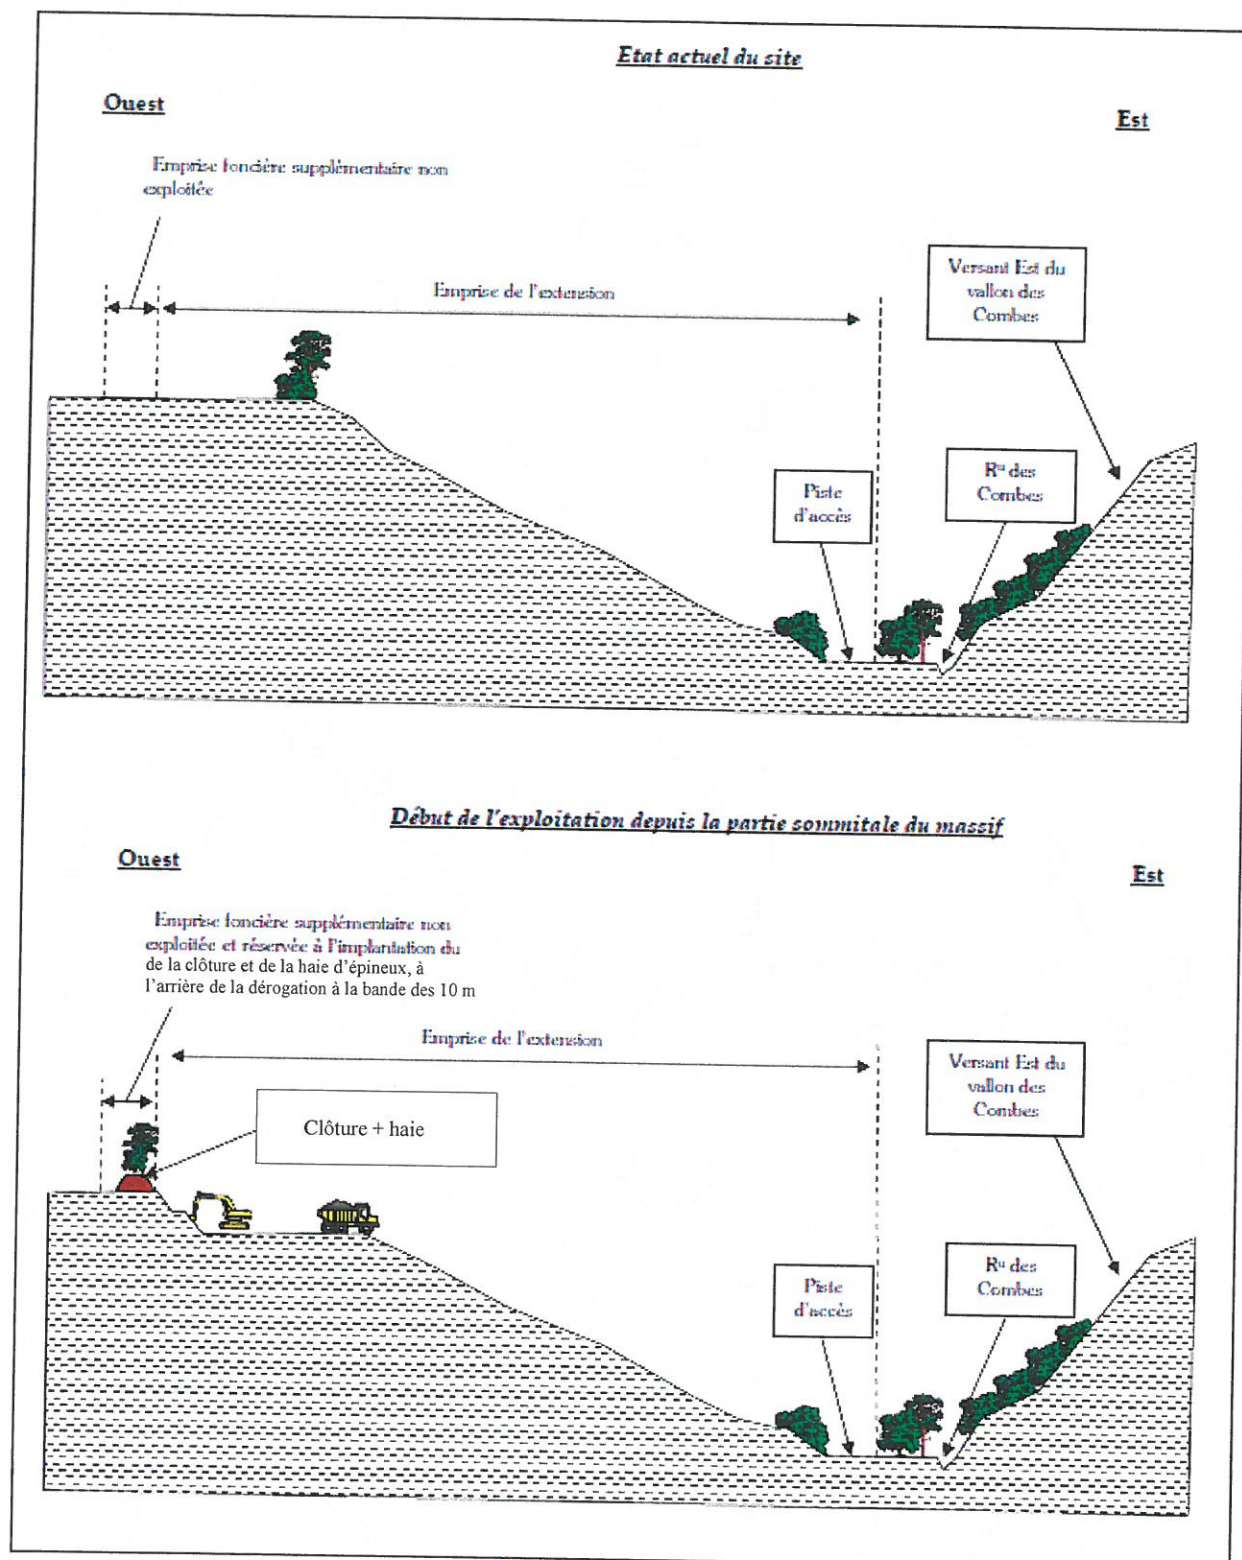 Etat actuel du site
Ouest
Est
Emprise foncière supplémentaire non
exploitée
Emprise de l'extension
Versant Est du
vallon des
Combes
Piste
d'accès
Rᵘ des
Combes
Début de l'exploitation depuis la partie sommitale du massif
Ouest
Est
Emprise foncière supplémentaire non
exploitée et réservée à l'implantation du
de la clôture et de la haie d'épineux, à
l'arrière de la dérogation à la bande des 10 m
Emprise de l'extension
Versant Est du
vallon des
Combes
Clôture + haie
Piste
d'accès
Rᵘ des
Combes